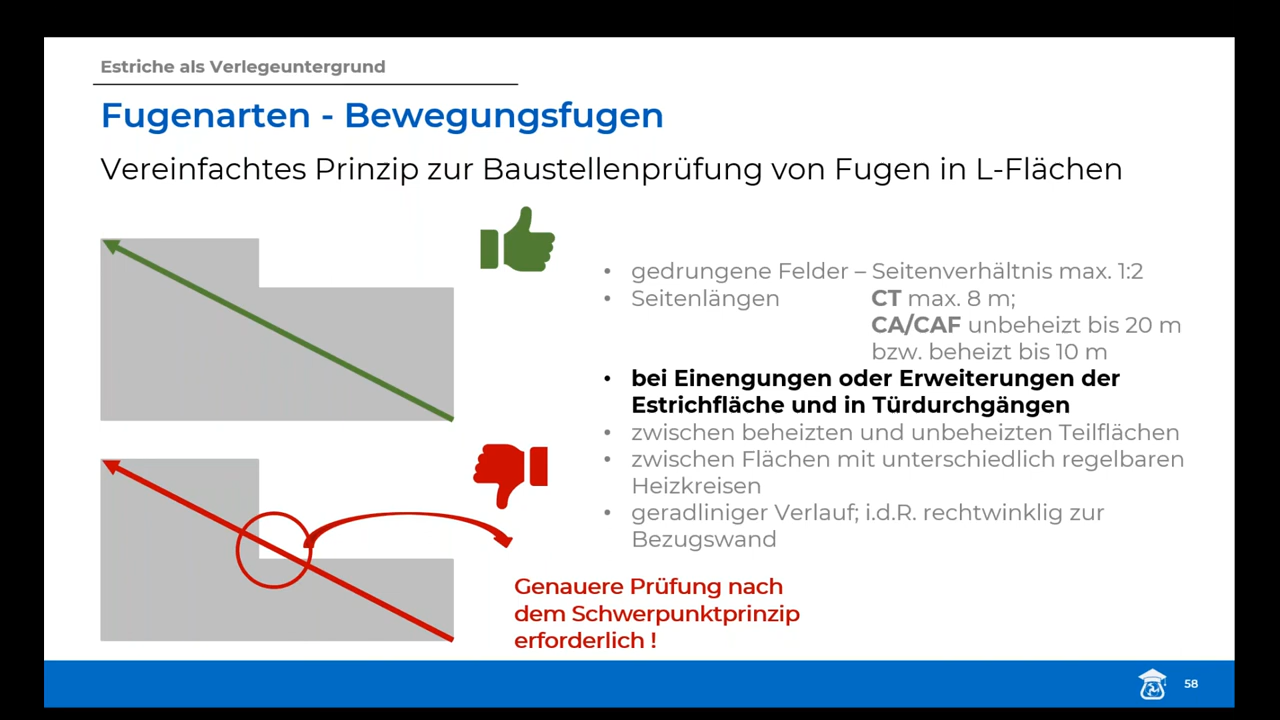 Estriche als Verlegeuntergrund
Fugenarten - Bewegungsfugen
Vereinfachtes Prinzip zur Baustellenprüfung von Fugen in L-Flächen
• gedrungene Felder – Seitenverhältnis max. 1:2
• Seitenlängen CT max. 8 m;
CA/CAF unbeheizt bis 20 m
bzw. beheizt bis 10 m
• bei Einengungen oder Erweiterungen der
Estrichfläche und in Türdurchgängen
• zwischen beheizten und unbeheizten Teilflächen
• zwischen Flächen mit unterschiedlich regelbaren
Heizkreisen
• geradliniger Verlauf; i.d.R. rechtwinklig zur
Bezugswand
Genauere Prüfung nach
dem Schwerpunktprinzip
erforderlich !
58